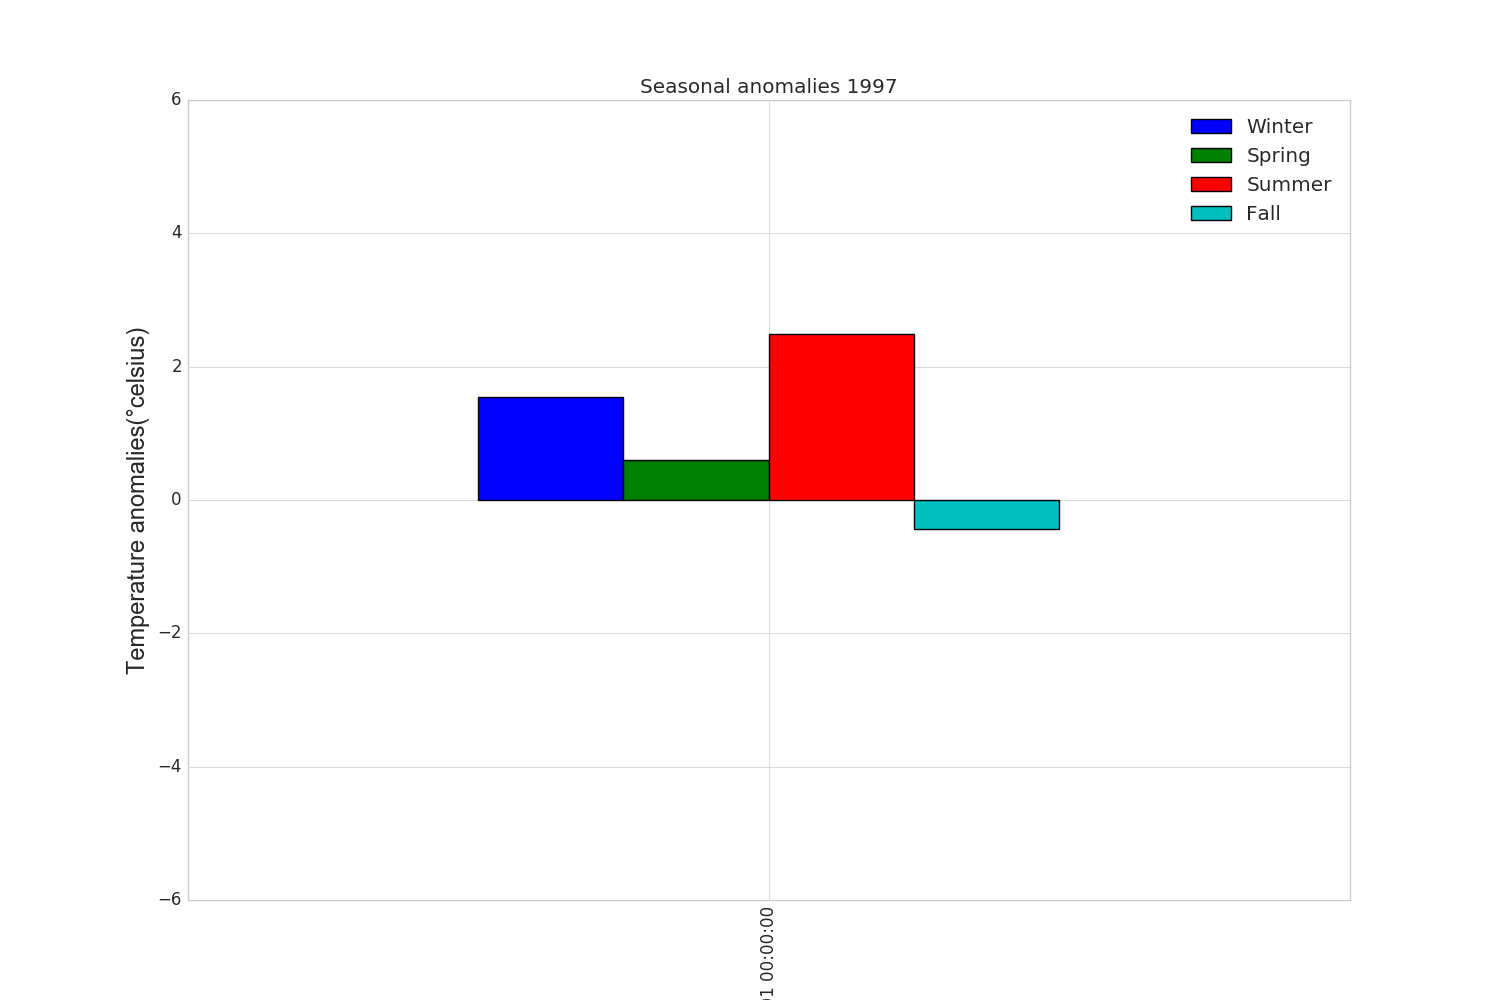 Seasonal anomalies 1997
6
4
2
0
−2
−4
−6
Temperature anomalies(°celsius)
Winter
Spring
Summer
Fall
01 00:00:00